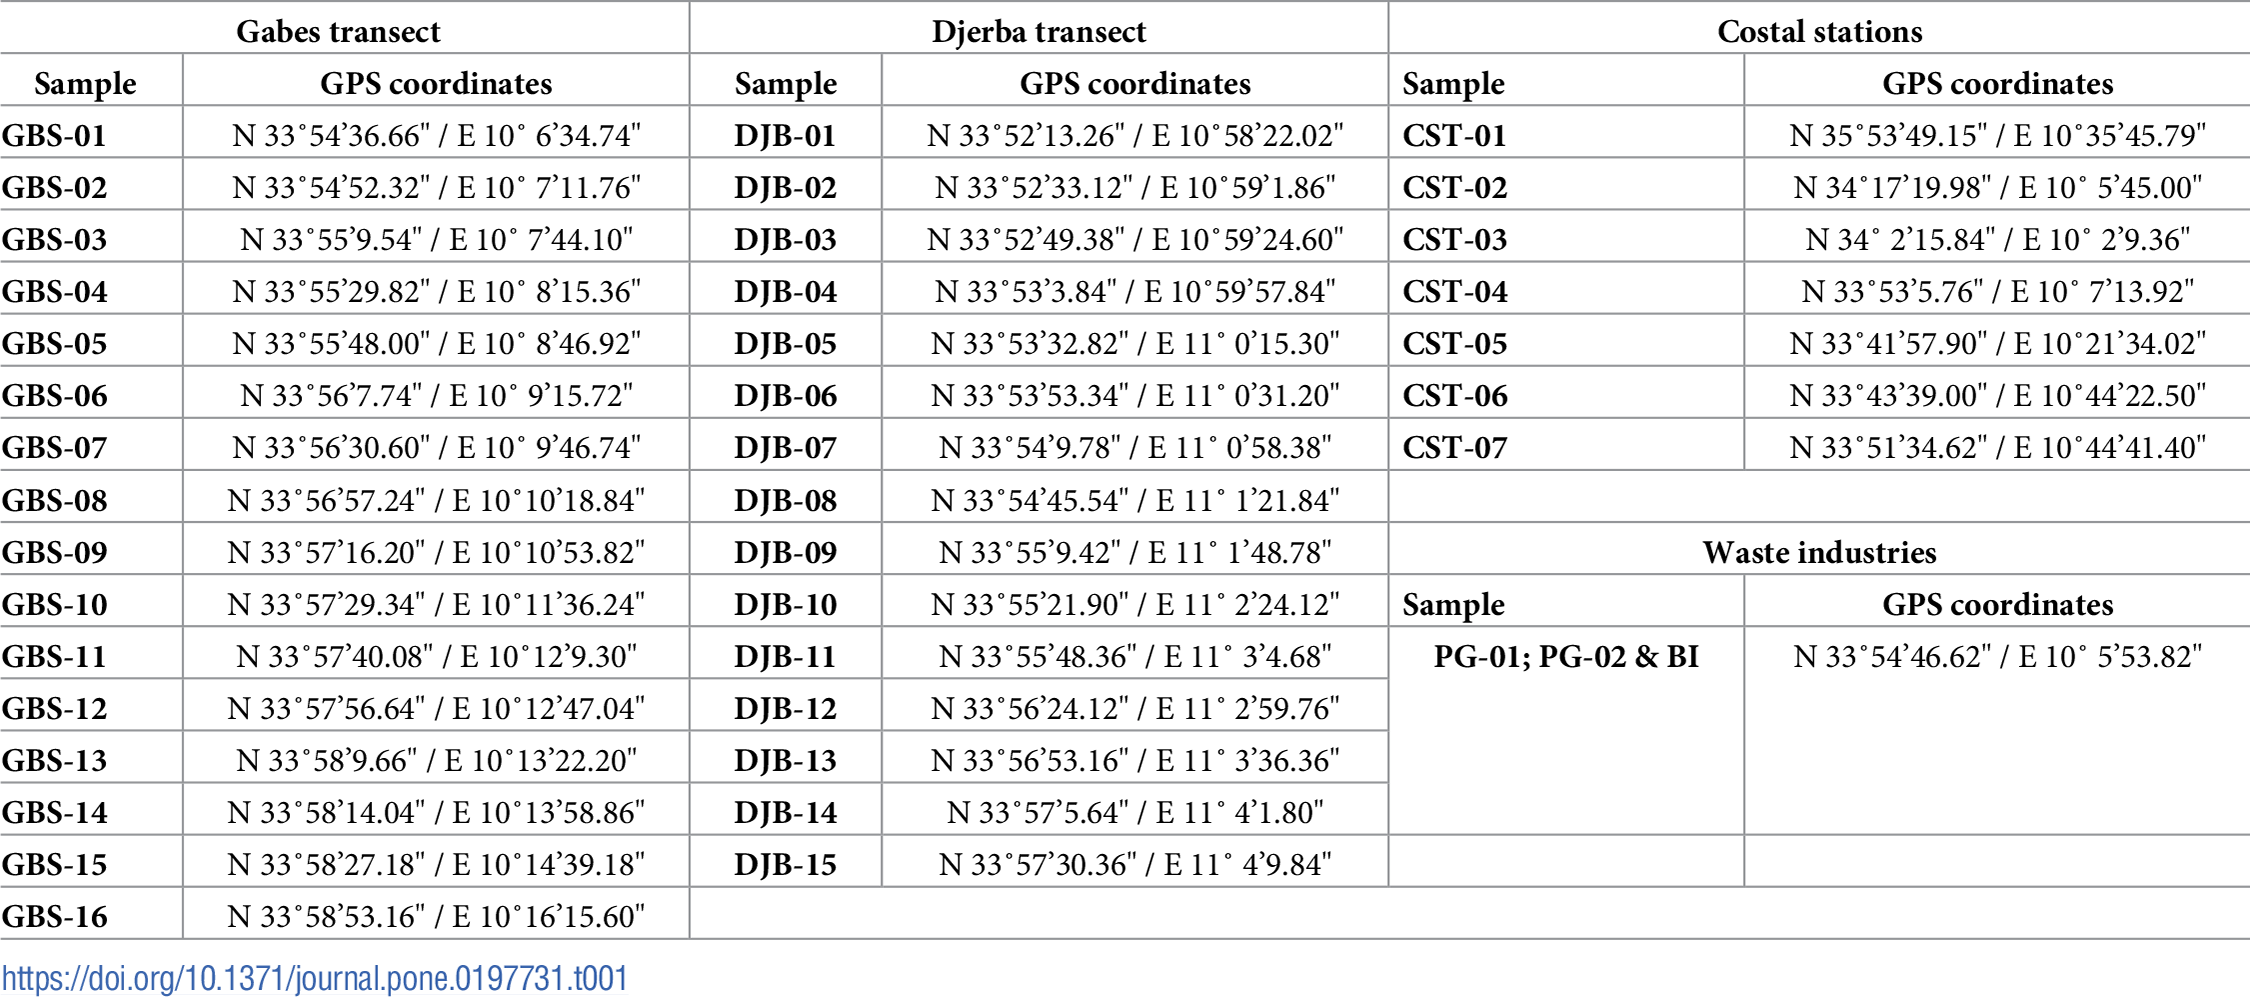 Gabes transect Djerba transect Costal stations
Sample GPS coordinates Sample GPS coordinates Sample GPS coordinates
GBS-01 N 33˚54’36.66" / E 10˚ 6’34.74" DJB-01 N 33˚52’13.26" / E 10˚58’22.02" CST-01 N 35˚53’49.15" / E 10˚35’45.79"
GBS-02 N 33˚54’52.32" / E 10˚ 7’11.76" DJB-02 N 33˚52’33.12" / E 10˚59’1.86" CST-02 N 34˚17’19.98" / E 10˚ 5’45.00"
GBS-03 N 33˚55’9.54" / E 10˚ 7’44.10" DJB-03 N 33˚52’49.38" / E 10˚59’24.60" CST-03 N 34˚ 2’15.84" / E 10˚ 2’9.36"
GBS-04 N 33˚55’29.82" / E 10˚ 8’15.36" DJB-04 N 33˚53’3.84" / E 10˚59’57.84" CST-04 N 33˚53’5.76" / E 10˚ 7’13.92"
GBS-05 N 33˚55’48.00" / E 10˚ 8’46.92" DJB-05 N 33˚53’32.82" / E 11˚ 0’15.30" CST-05 N 33˚41’57.90" / E 10˚21’34.02"
GBS-06 N 33˚56’7.74" / E 10˚ 9’15.72" DJB-06 N 33˚53’53.34" / E 11˚ 0’31.20" CST-06 N 33˚43’39.00" / E 10˚44’22.50"
GBS-07 N 33˚56’30.60" / E 10˚ 9’46.74" DJB-07 N 33˚54’9.78" / E 11˚ 0’58.38" CST-07 N 33˚51’34.62" / E 10˚44’41.40"
GBS-08 N 33˚56’57.24" / E 10˚10’18.84" DJB-08 N 33˚54’45.54" / E 11˚ 1’21.84"
GBS-09 N 33˚57’16.20" / E 10˚10’53.82" DJB-09 N 33˚55’9.42" / E 11˚ 1’48.78" Waste industries
GBS-10 N 33˚57’29.34" / E 10˚11’36.24" DJB-10 N 33˚55’21.90" / E 11˚ 2’24.12" Sample GPS coordinates
GBS-11 N 33˚57’40.08" / E 10˚12’9.30" DJB-11 N 33˚55’48.36" / E 11˚ 3’4.68" PG-01; PG-02 & BI N 33˚54’46.62" / E 10˚ 5’53.82"
GBS-12 N 33˚57’56.64" / E 10˚12’47.04" DJB-12 N 33˚56’24.12" / E 11˚ 2’59.76"
GBS-13 N 33˚58’9.66" / E 10˚13’22.20" DJB-13 N 33˚56’53.16" / E 11˚ 3’36.36"
GBS-14 N 33˚58’14.04" / E 10˚13’58.86" DJB-14 N 33˚57’5.64" / E 11˚ 4’1.80"
GBS-15 N 33˚58’27.18" / E 10˚14’39.18" DJB-15 N 33˚57’30.36" / E 11˚ 4’9.84"
GBS-16 N 33˚58’53.16" / E 10˚16’15.60"
https://doi.org/10.1371/journal.pone.0197731.t001